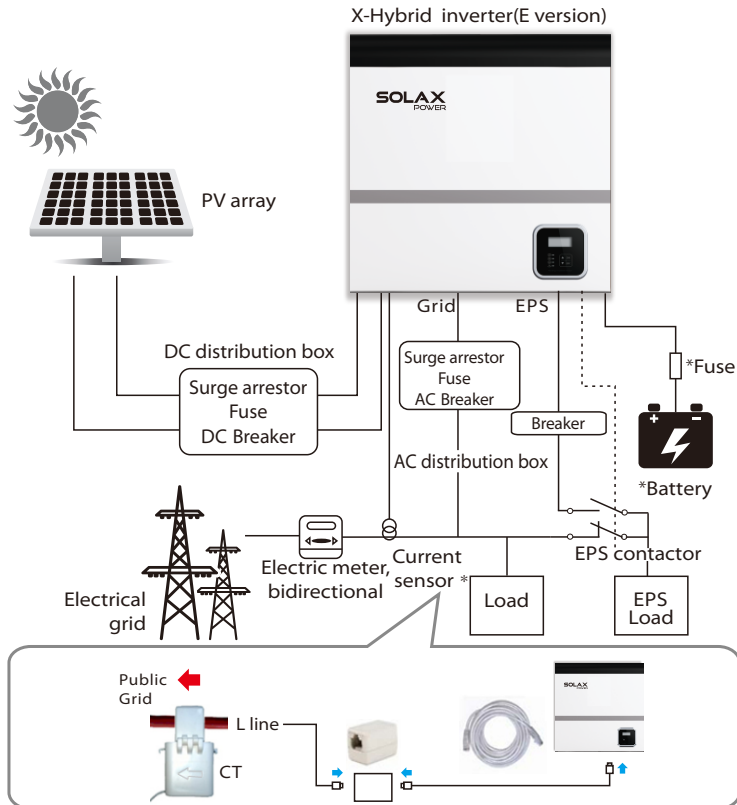 X-Hybrid inverter(E version)
SOLAX
POWER
PV array
Grid
EPS
DC distribution box
Surge arrestor
Fuse
DC Breaker
Surge arrestor
Fuse
AC Breaker
Breaker
*Fuse
+ -
*Battery
AC distribution box
EPS contactor
Electric meter,
bidirectional
Current
sensor *
Load
EPS
Load
Electrical
grid
Public
Grid
L line
CT
SOLAX
POWER